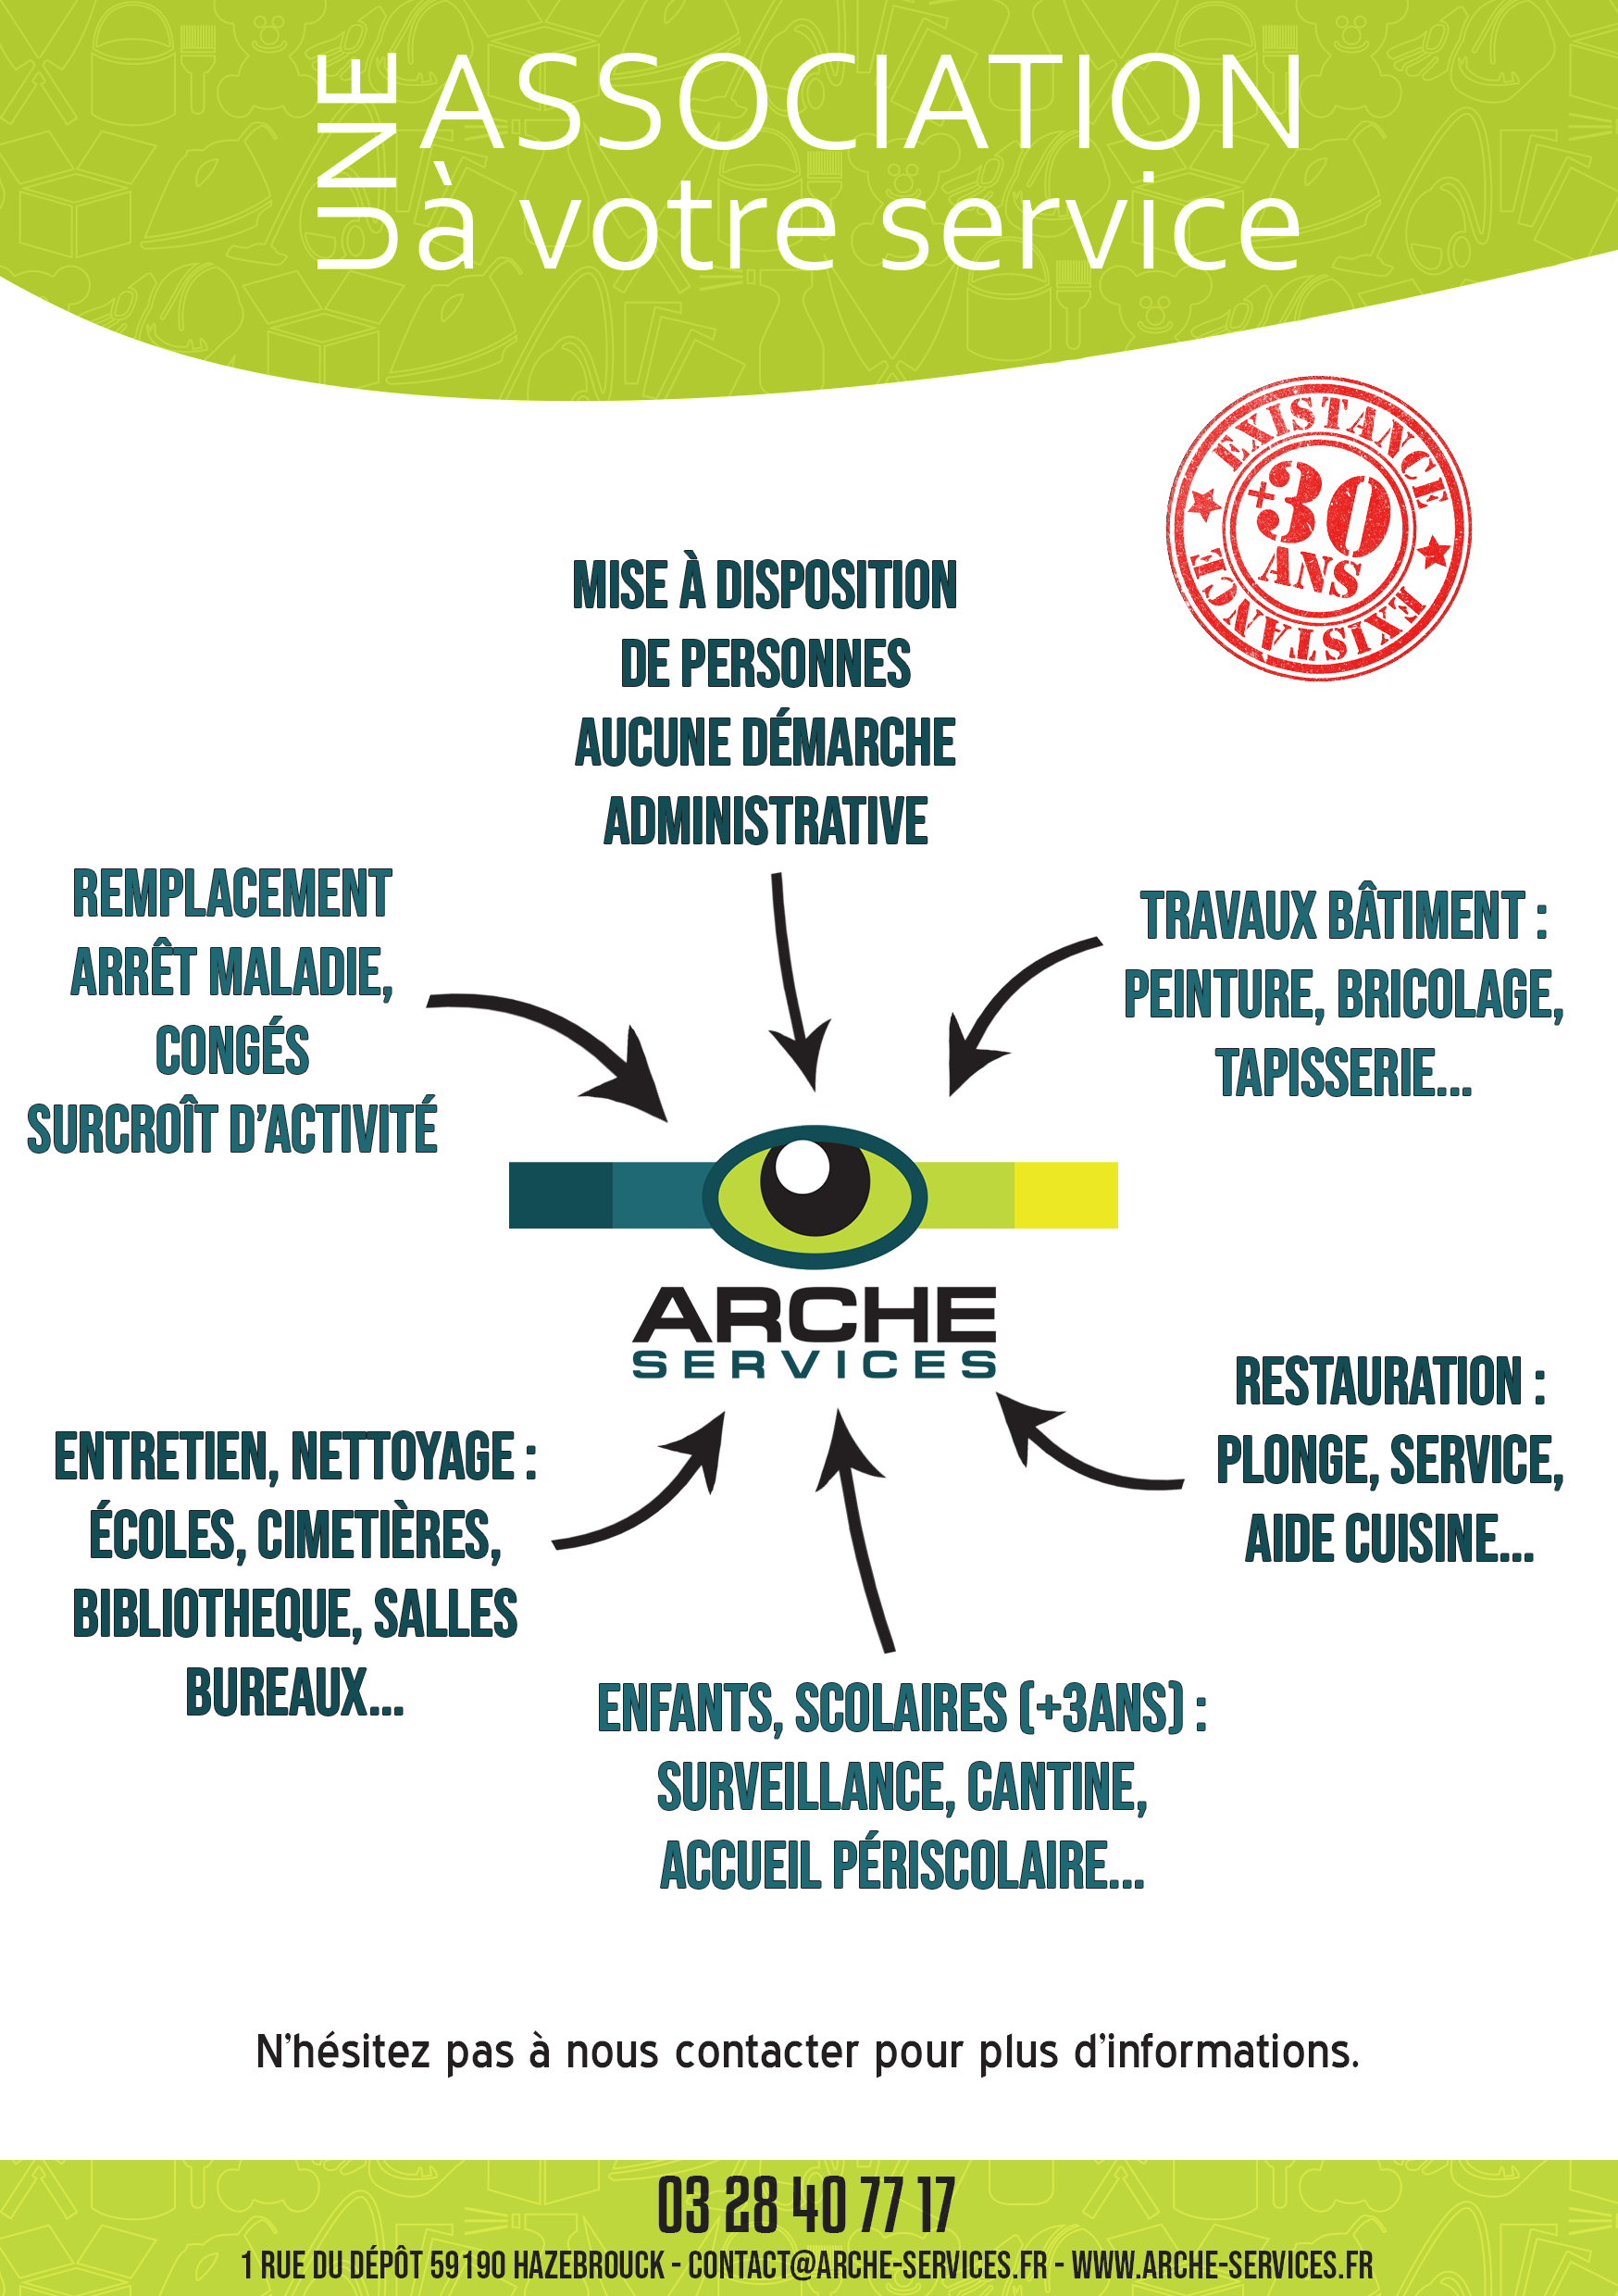 UNE
ASSOCIATION
à votre service
EXISTANCE
+30
ANS
EXISTANCE
MISE À DISPOSITION
DE PERSONNES
AUCUNE DÉMARCHE
ADMINISTRATIVE
REMPLACEMENT
ARRÊT MALADIE,
CONGÉS
SURCROÎT D'ACTIVITÉ
TRAVAUX BÂTIMENT :
PEINTURE, BRICOLAGE,
TAPISSERIE...
ARCHE
SERVICES
RESTAURATION :
PLONGE, SERVICE,
AIDE CUISINE...
ENTRETIEN, NETTOYAGE :
ÉCOLES, CIMETIÈRES,
BIBLIOTHEQUE, SALLES
BUREAUX...
ENFANTS, SCOLAIRES (+3ANS) :
SURVEILLANCE, CANTINE,
ACCUEIL PÉRISCOLAIRE...
N'hésitez pas à nous contacter pour plus d'informations.
03 28 40 77 17
1 RUE DU DÉPÔT 59190 HAZEBROUCK - CONTACT@ARCHE-SERVICES.FR - WWW.ARCHE-SERVICES.FR